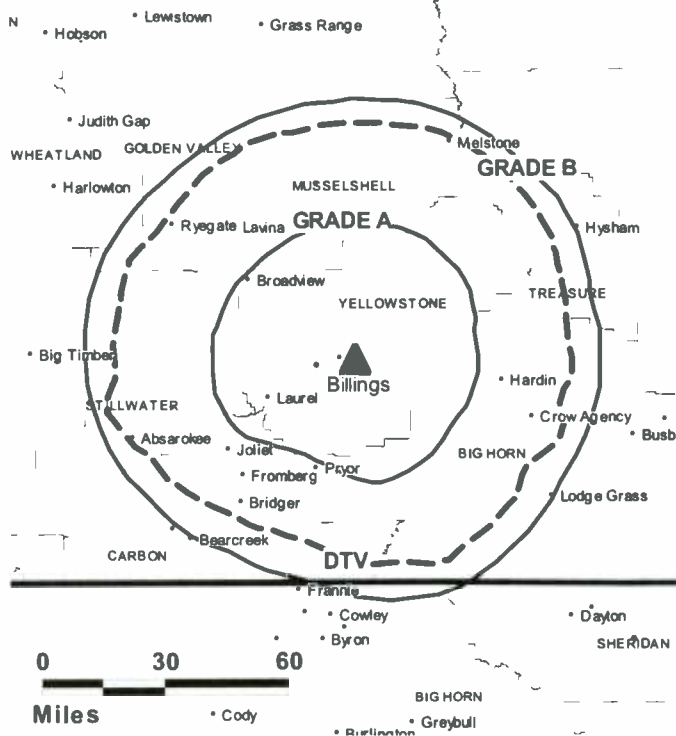 N
Lewistown
Hobson
Grass Range
Judith Gap
Melstone
WHEATLAND
GOLDEN VALLEY
GRADE B
Harlowton
MUSSELSHELL
Ryegate Lavina
GRADE A
Hysham
Broadview
TREASURE
YELLOWSTONE
Big Timber
Billings
Hardin
Laurel
STILLWATER
Crow Agency
Absarokee
Busb
Joliet
BIG HORN
Pryor
Fromberg
Lodge Grass
Bridger
Bearcreek
CARBON
DTV
Frannie
Cowley
Dayton
Byron
SHERIDAN
0 30 60
Miles
BIG HORN
Cody
Greybull
Burlington